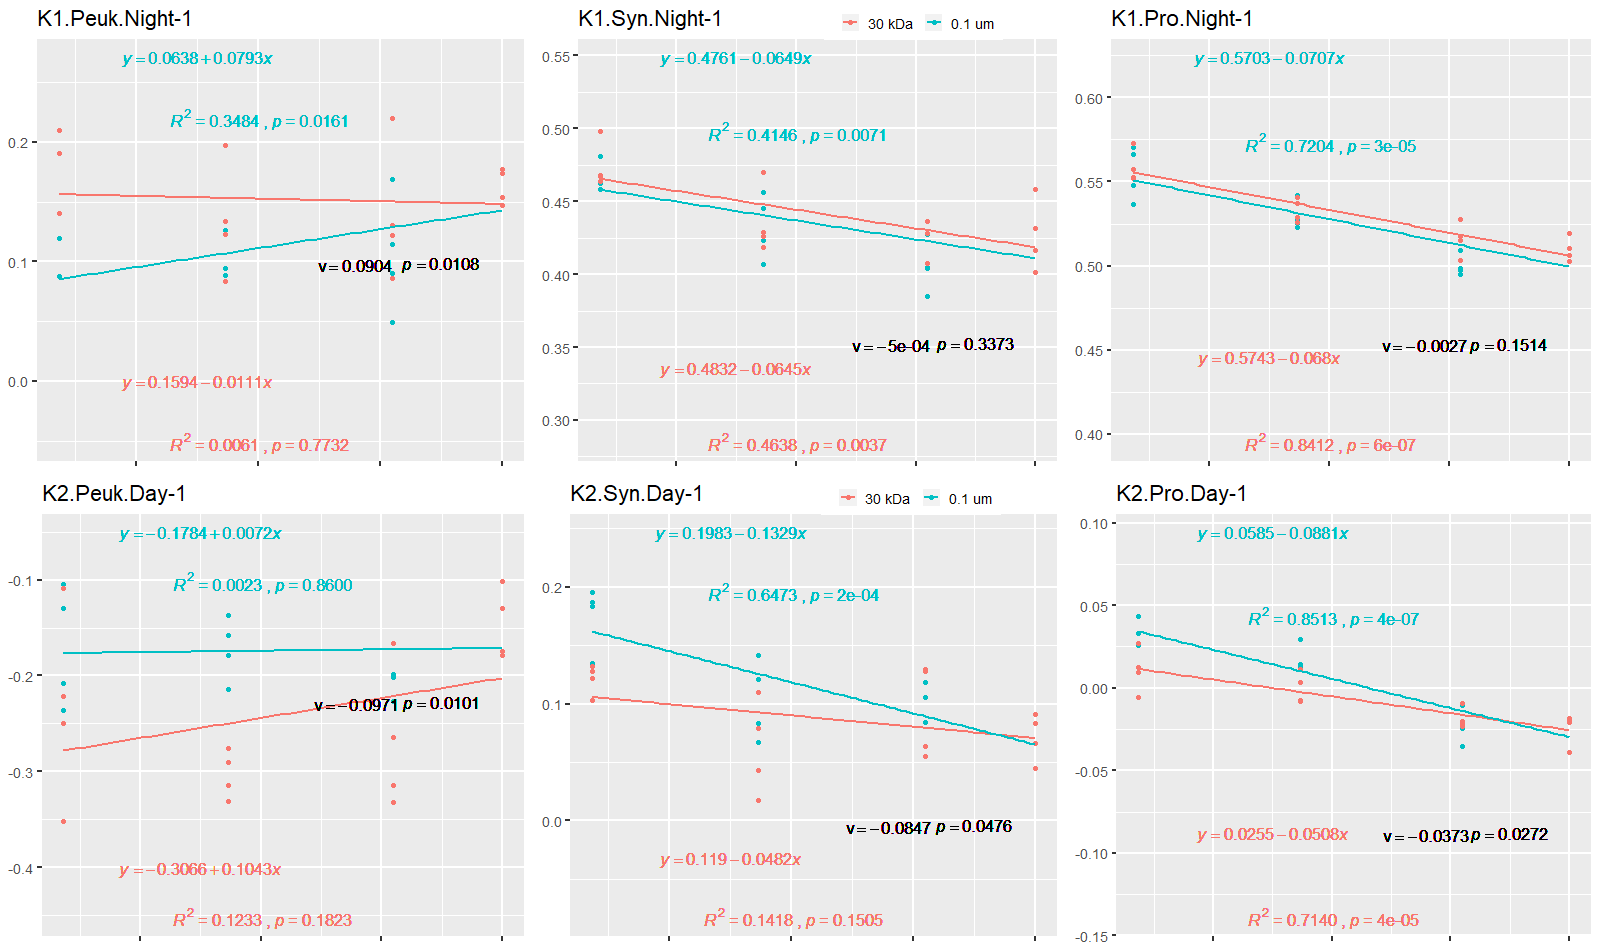 K1.Peuk.Night-1
y = 0.0638 + 0.0793x
R² = 0.3484 , p = 0.0161
0.2
0.1
v = 0.0904 p = 0.0108
0.0
y = 0.1594 − 0.0111x
R² = 0.0061 , p = 0.7732
K1.Syn.Night-1
30 kDa 0.1 um
0.55
y = 0.4761 − 0.0649x
0.50
R² = 0.4146 , p = 0.0071
0.45
0.40
0.35
v = −5e−04 p = 0.3373
y = 0.4832 − 0.0645x
0.30
R² = 0.4638 , p = 0.0037
K1.Pro.Night-1
y = 0.5703 − 0.0707x
0.60
R² = 0.7204 , p = 3e−05
0.55
0.50
0.45
v = −0.0027 p = 0.1514
y = 0.5743 − 0.068x
0.40
R² = 0.8412 , p = 6e−07
K2.Peuk.Day-1
y = −0.1784 + 0.0072x
-0.1
R² = 0.0023 , p = 0.8600
-0.2
v = −0.0971 p = 0.0101
-0.3
-0.4
y = −0.3066 + 0.1043x
R² = 0.1233 , p = 0.1823
K2.Syn.Day-1
30 kDa 0.1 um
y = 0.1983 − 0.1329x
0.2
R² = 0.6473 , p = 2e−04
0.1
0.0
v = −0.0847 p = 0.0476
y = 0.119 − 0.0482x
R² = 0.1418 , p = 0.1505
K2.Pro.Day-1
0.10
y = 0.0585 − 0.0881x
0.05
R² = 0.8513 , p = 4e−07
0.00
-0.05
y = 0.0255 − 0.0508x
v = −0.0373 p = 0.0272
-0.10
R² = 0.7140 , p = 4e−05
-0.15